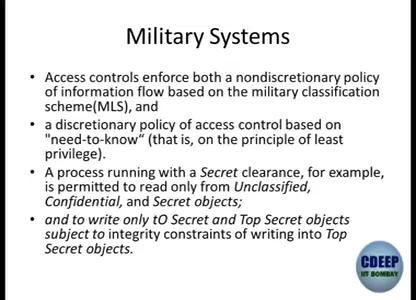 Military Systems
• Access controls enforce both a nondiscretionary policy
of information flow based on the military classification
scheme(MLS), and
• a discretionary policy of access control based on
"need-to-know“ (that is, on the principle of least
privilege).
• A process running with a Secret clearance, for example,
is permitted to read only from Unclassified,
Confidential, and Secret objects;
• and to write only tO Secret and Top Secret objects
subject to integrity constraints of writing into Top
Secret objects.
CDEEP
IIT BOMBAY